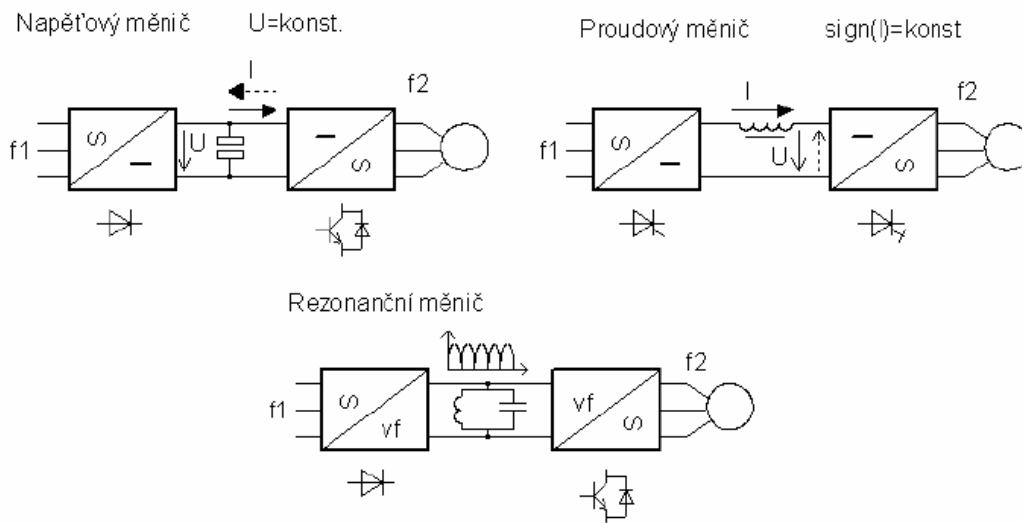 Napěťový měnič U=konst.
Proudový měnič sign(I)=konst
I
f2
U
f1
I
f2
U
f1
Rezonanční měnič
f2
f1
vf
vf